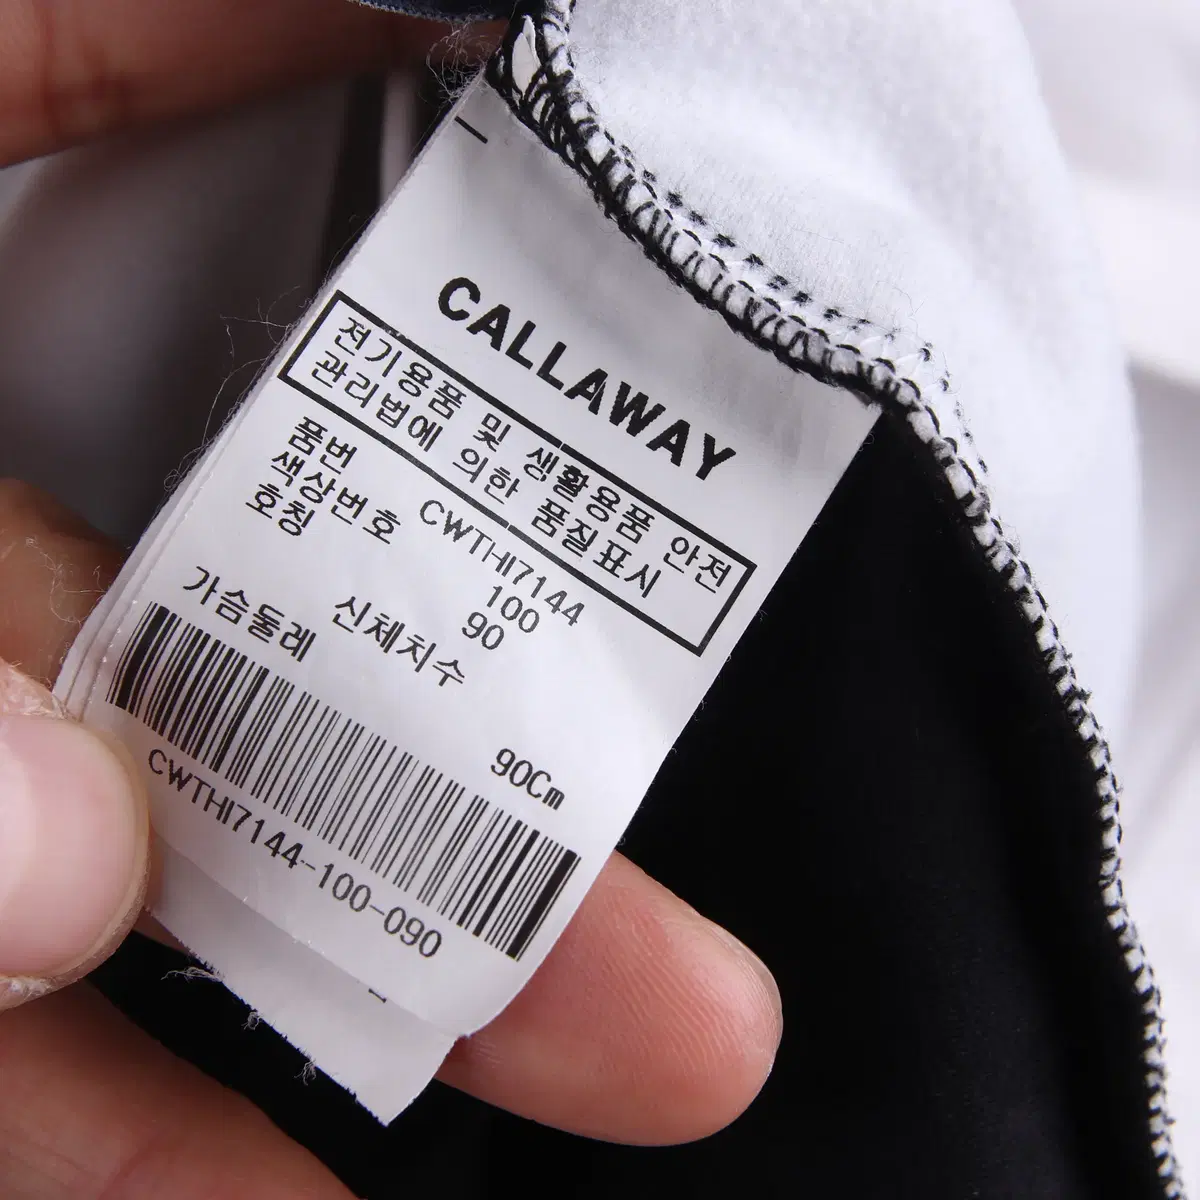 CALLAWAY
전기용품 및 생활용품 안전
관리법에 의한 품질표시
품번 CWTHI7144
색상번호 100
호칭 90
신체치수
가슴둘레 90Cm
CWTHI7144-100-090